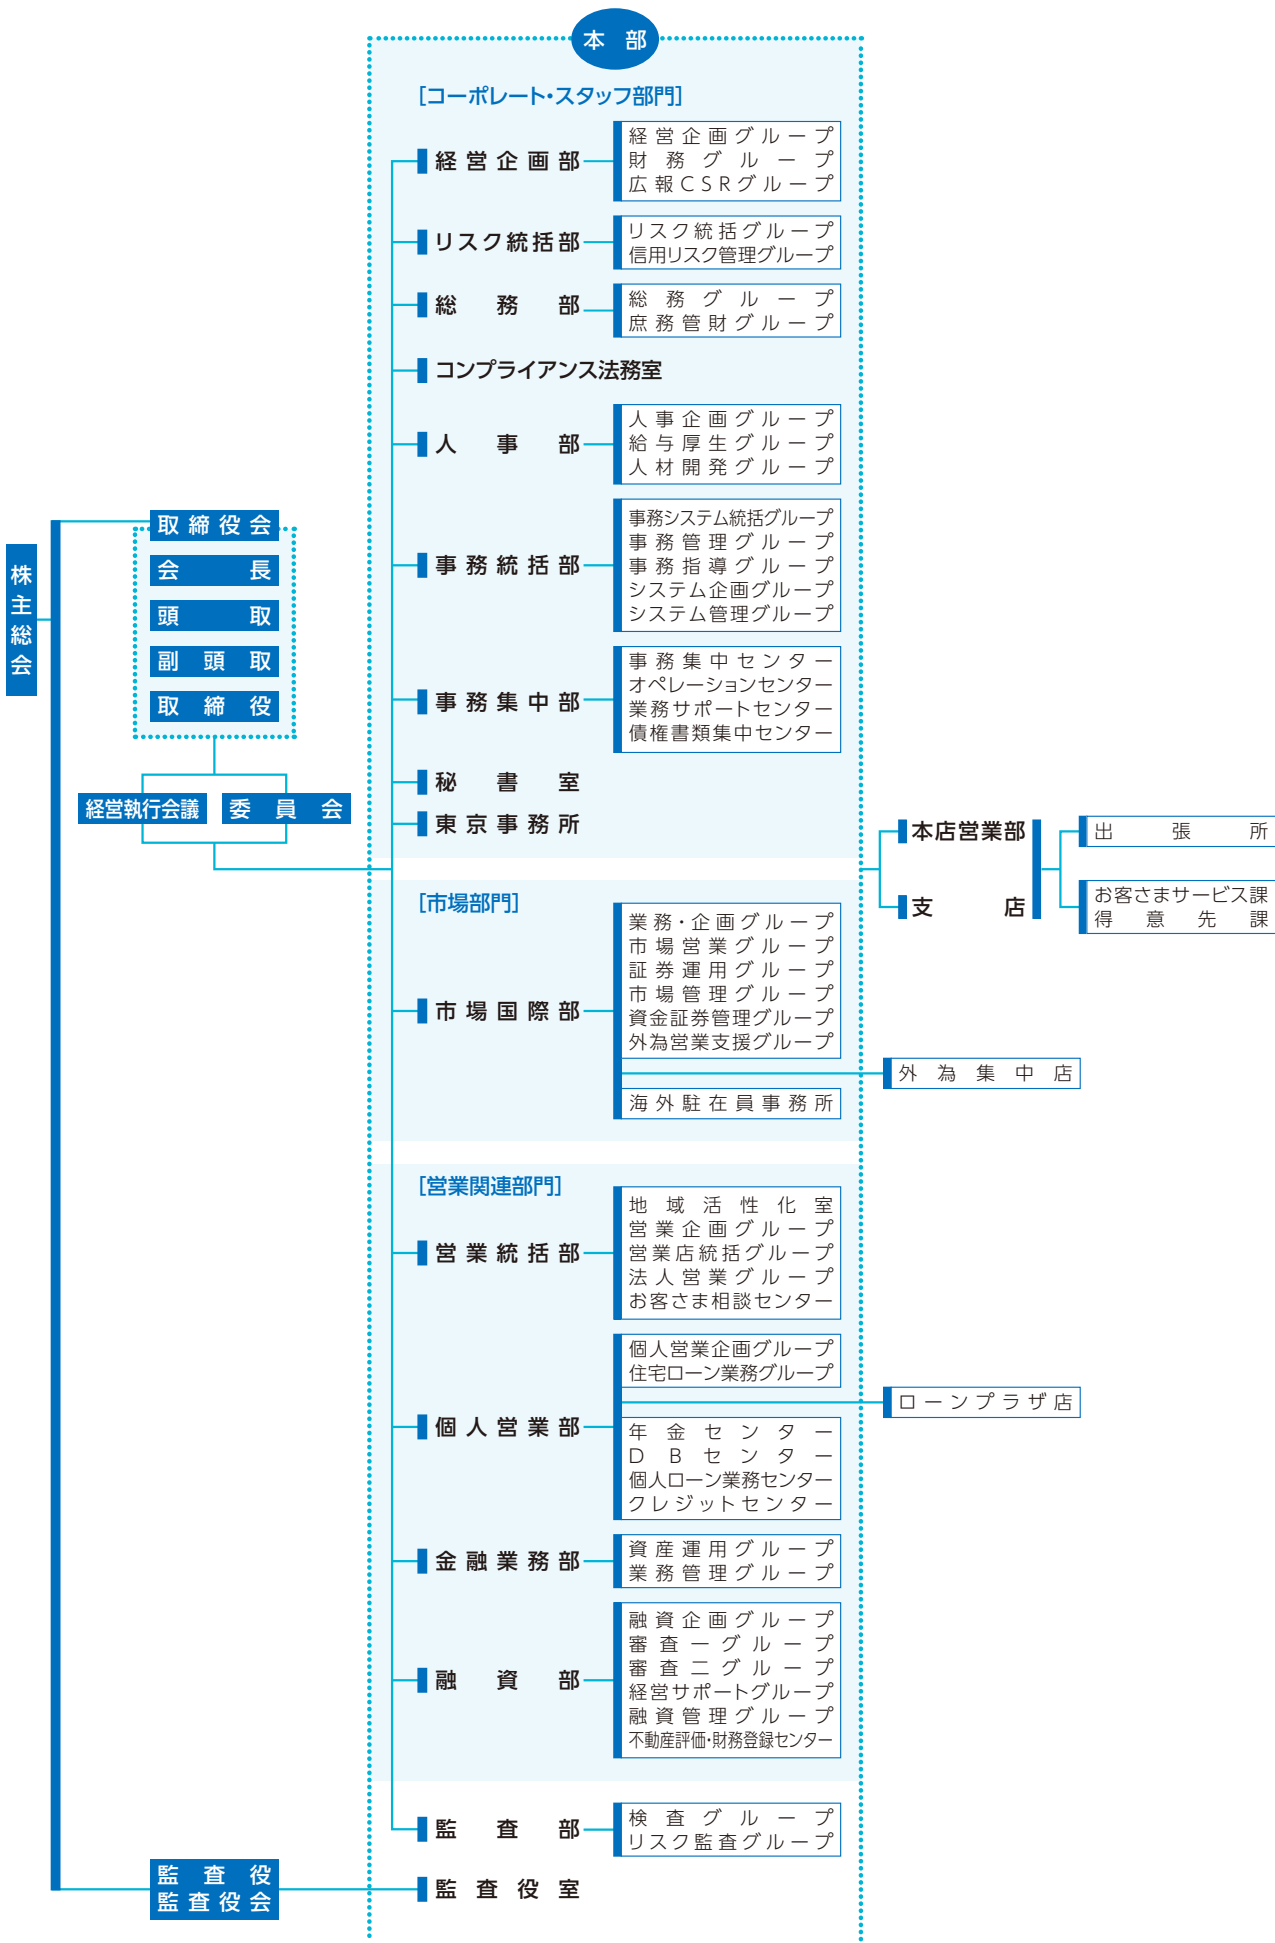 本部
[コーポレート・スタッフ部門]
経営企画部
経営企画グループ
財務グループ
広報CSRグループ
リスク統括部
リスク統括グループ
信用リスク管理グループ
総務部
総務グループ
庶務管財グループ
コンプライアンス法務室
人事部
人事企画グループ
給与厚生グループ
人材開発グループ
事務統括部
事務システム統括グループ
事務管理グループ
事務指導グループ
システム企画グループ
システム管理グループ
事務集中部
事務集中センター
オペレーションセンター
業務サポートセンター
債権書類集中センター
秘書室
東京事務所
株主総会
取締役会
会長
頭取
副頭取
取締役
経営執行会議
委員会
本店営業部
支店
出張所
お客さまサービス課
得意先課
[市場部門]
市場国際部
業務・企画グループ
市場営業グループ
証券運用グループ
市場管理グループ
資金証券管理グループ
外為営業支援グループ
外為集中店
海外駐在員事務所
[営業関連部門]
営業統括部
地域活性化室
営業企画グループ
営業店統括グループ
法人営業グループ
お客さま相談センター
個人営業部
個人営業企画グループ
住宅ローン業務グループ
ローンプラザ店
年金センター
DBセンター
個人ローン業務センター
クレジットセンター
金融業務部
資産運用グループ
業務管理グループ
融資部
融資企画グループ
審査一グループ
審査二グループ
経営サポートグループ
融資管理グループ
不動産評価・財務登録センター
監査部
検査グループ
リスク監査グループ
監査役
監査役会
監査役室